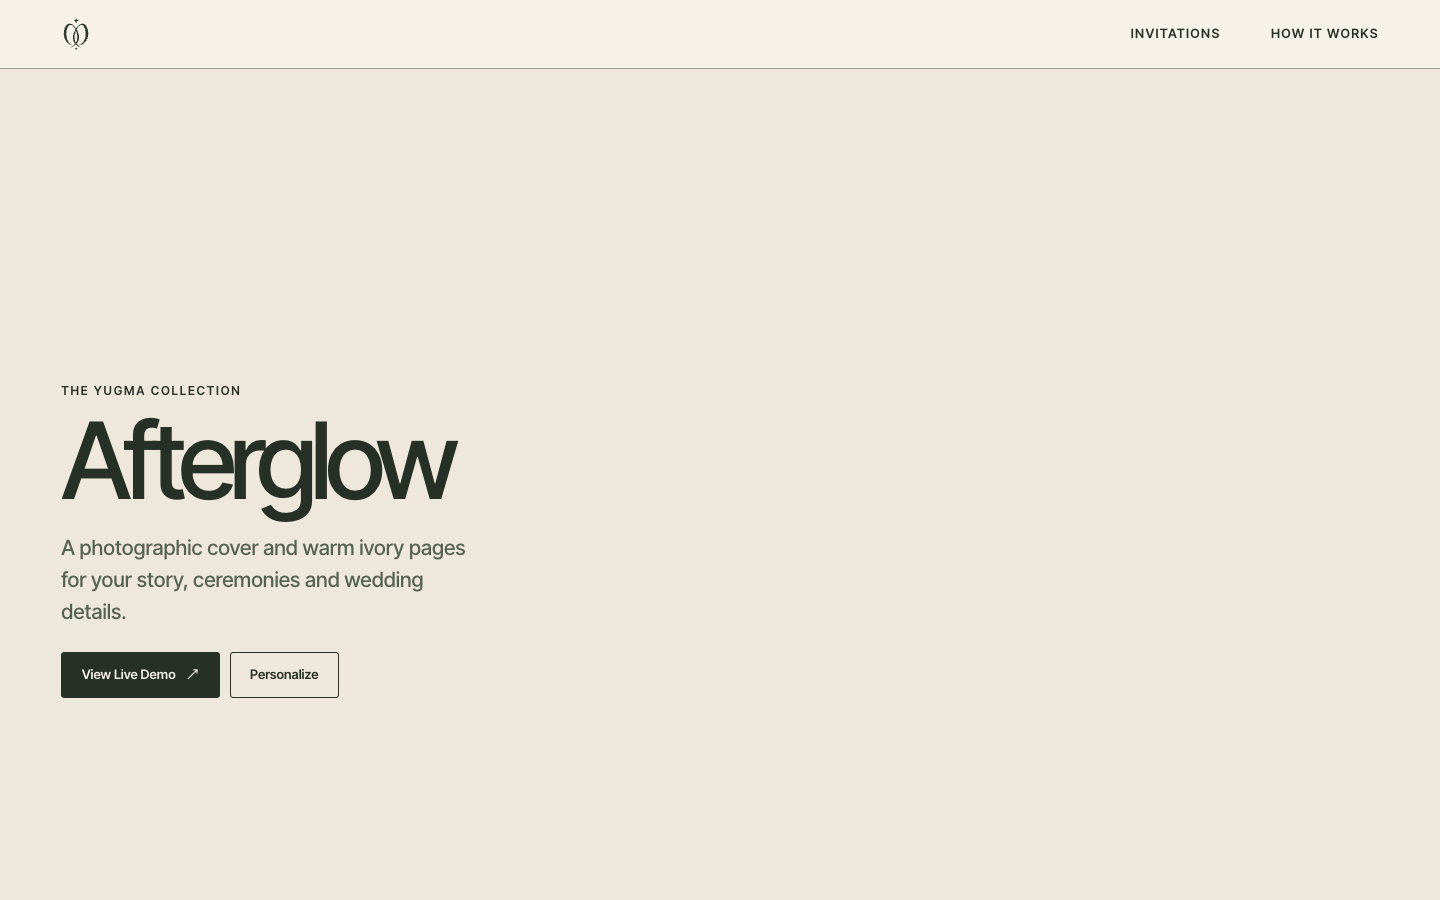 INVITATIONS
HOW IT WORKS
THE YUGMA COLLECTION
Afterglow
A photographic cover and warm ivory pages
for your story, ceremonies and wedding
details.
View Live Demo ↗
Personalize